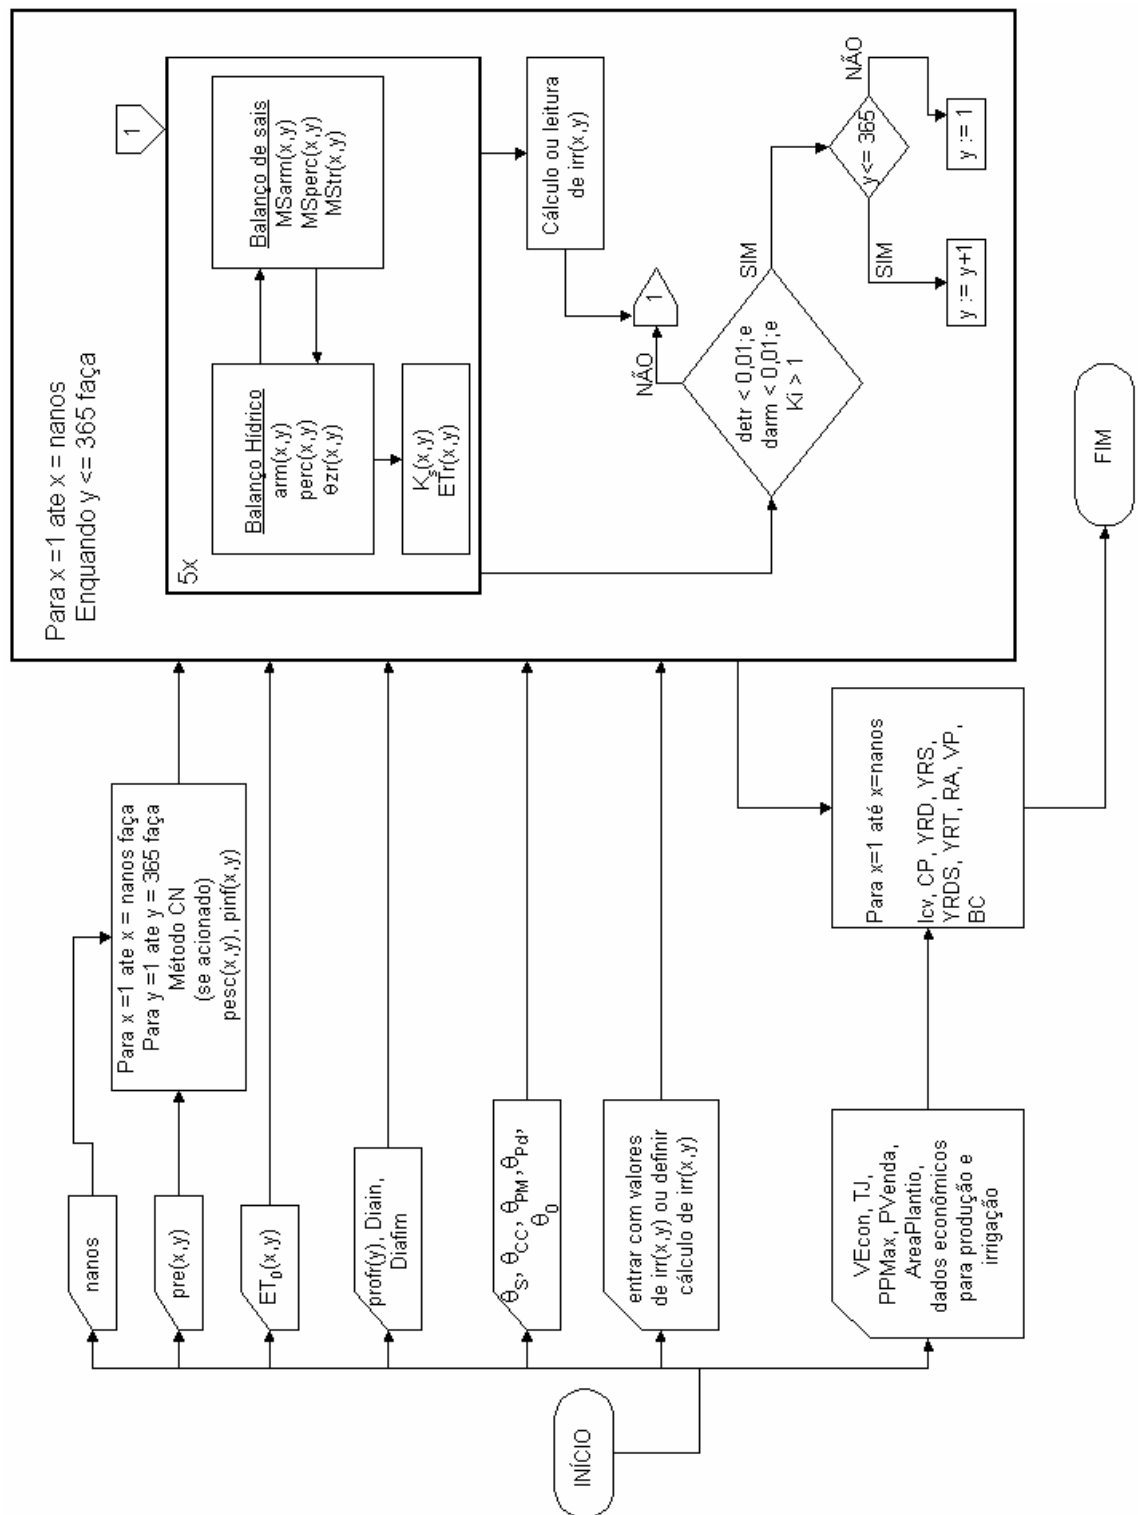 INÍCIO
nanos
pre(x,y)
ET₀(x,y)
profr(y), Diain,
Diafim
θS, θCC, θPM, θPd,
θ0
entrar com valores
de irr(x,y) ou definir
cálculo de irr(x,y)
VEcon, TJ,
PPMax, PVenda,
AreaPlantio,
dados econômicos
para produção e
irrigação
Para x =1 ate x = nanos faça
Para y =1 ate y = 365 faça
Método CN
(se acionado)
pesc(x,y), pinf(x,y)
Para x=1 até x=nanos
Icv, CP, YRD, YRS,
YRDS, YRT, RA, VP,
BC
FIM
Para x =1 ate x = nanos
Enquando y <= 365 faça
1
5x
Balanço Hídrico
arm(x,y)
perc(x,y)
θzr(x,y)
Balanço de sais
MSarm(x,y)
MSperc(x,y)
MStr(x,y)
Ks(x,y)
ETr(x,y)
Cálculo ou leitura
de irr(x,y)
1
NÃO
detr < 0,01;e
darm < 0,01;e
Ki > 1
SIM
y<= 365
NÃO
SIM
y := y+1
y := 1